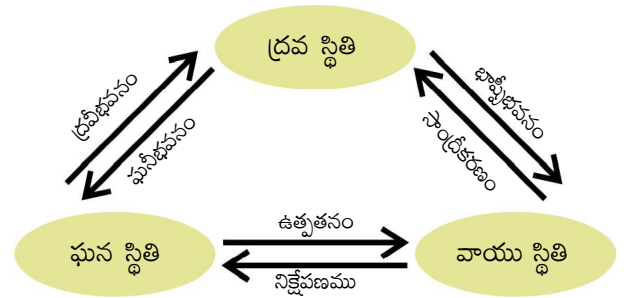 ద్రవ స్థితి
ద్రవీభవనం
ఘనీభవనం
భాష్పీభవనం
సాంద్రీకరణం
ఘన స్థితి
ఉత్పతనం
నిక్షేపణము
వాయు స్థితి